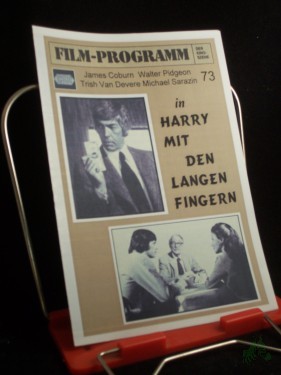 FILM-PROGRAMM
James Coburn Walter Pidgeon
Trish Van Devere Michael Sarazin 73
in
HARRY
MIT
DEN
LANGEN
FINGERN